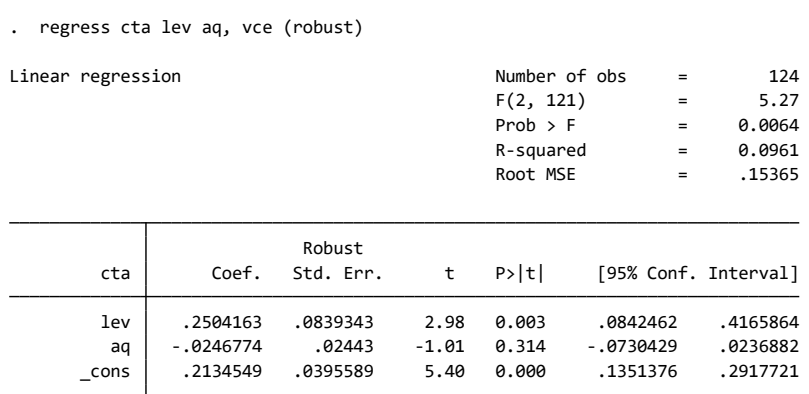 . regress cta lev aq, vce (robust)
Linear regression Number of obs = 124
F(2, 121) = 5.27
Prob > F = 0.0064
R-squared = 0.0961
Root MSE = .15365
Robust
cta Coef. Std. Err. t P>|t| [95% Conf. Interval]
lev .2504163 .0839343 2.98 0.003 .0842462 .4165864
aq -.0246774 .02443 -1.01 0.314 -.0730429 .0236882
_cons .2134549 .0395589 5.40 0.000 .1351376 .2917721